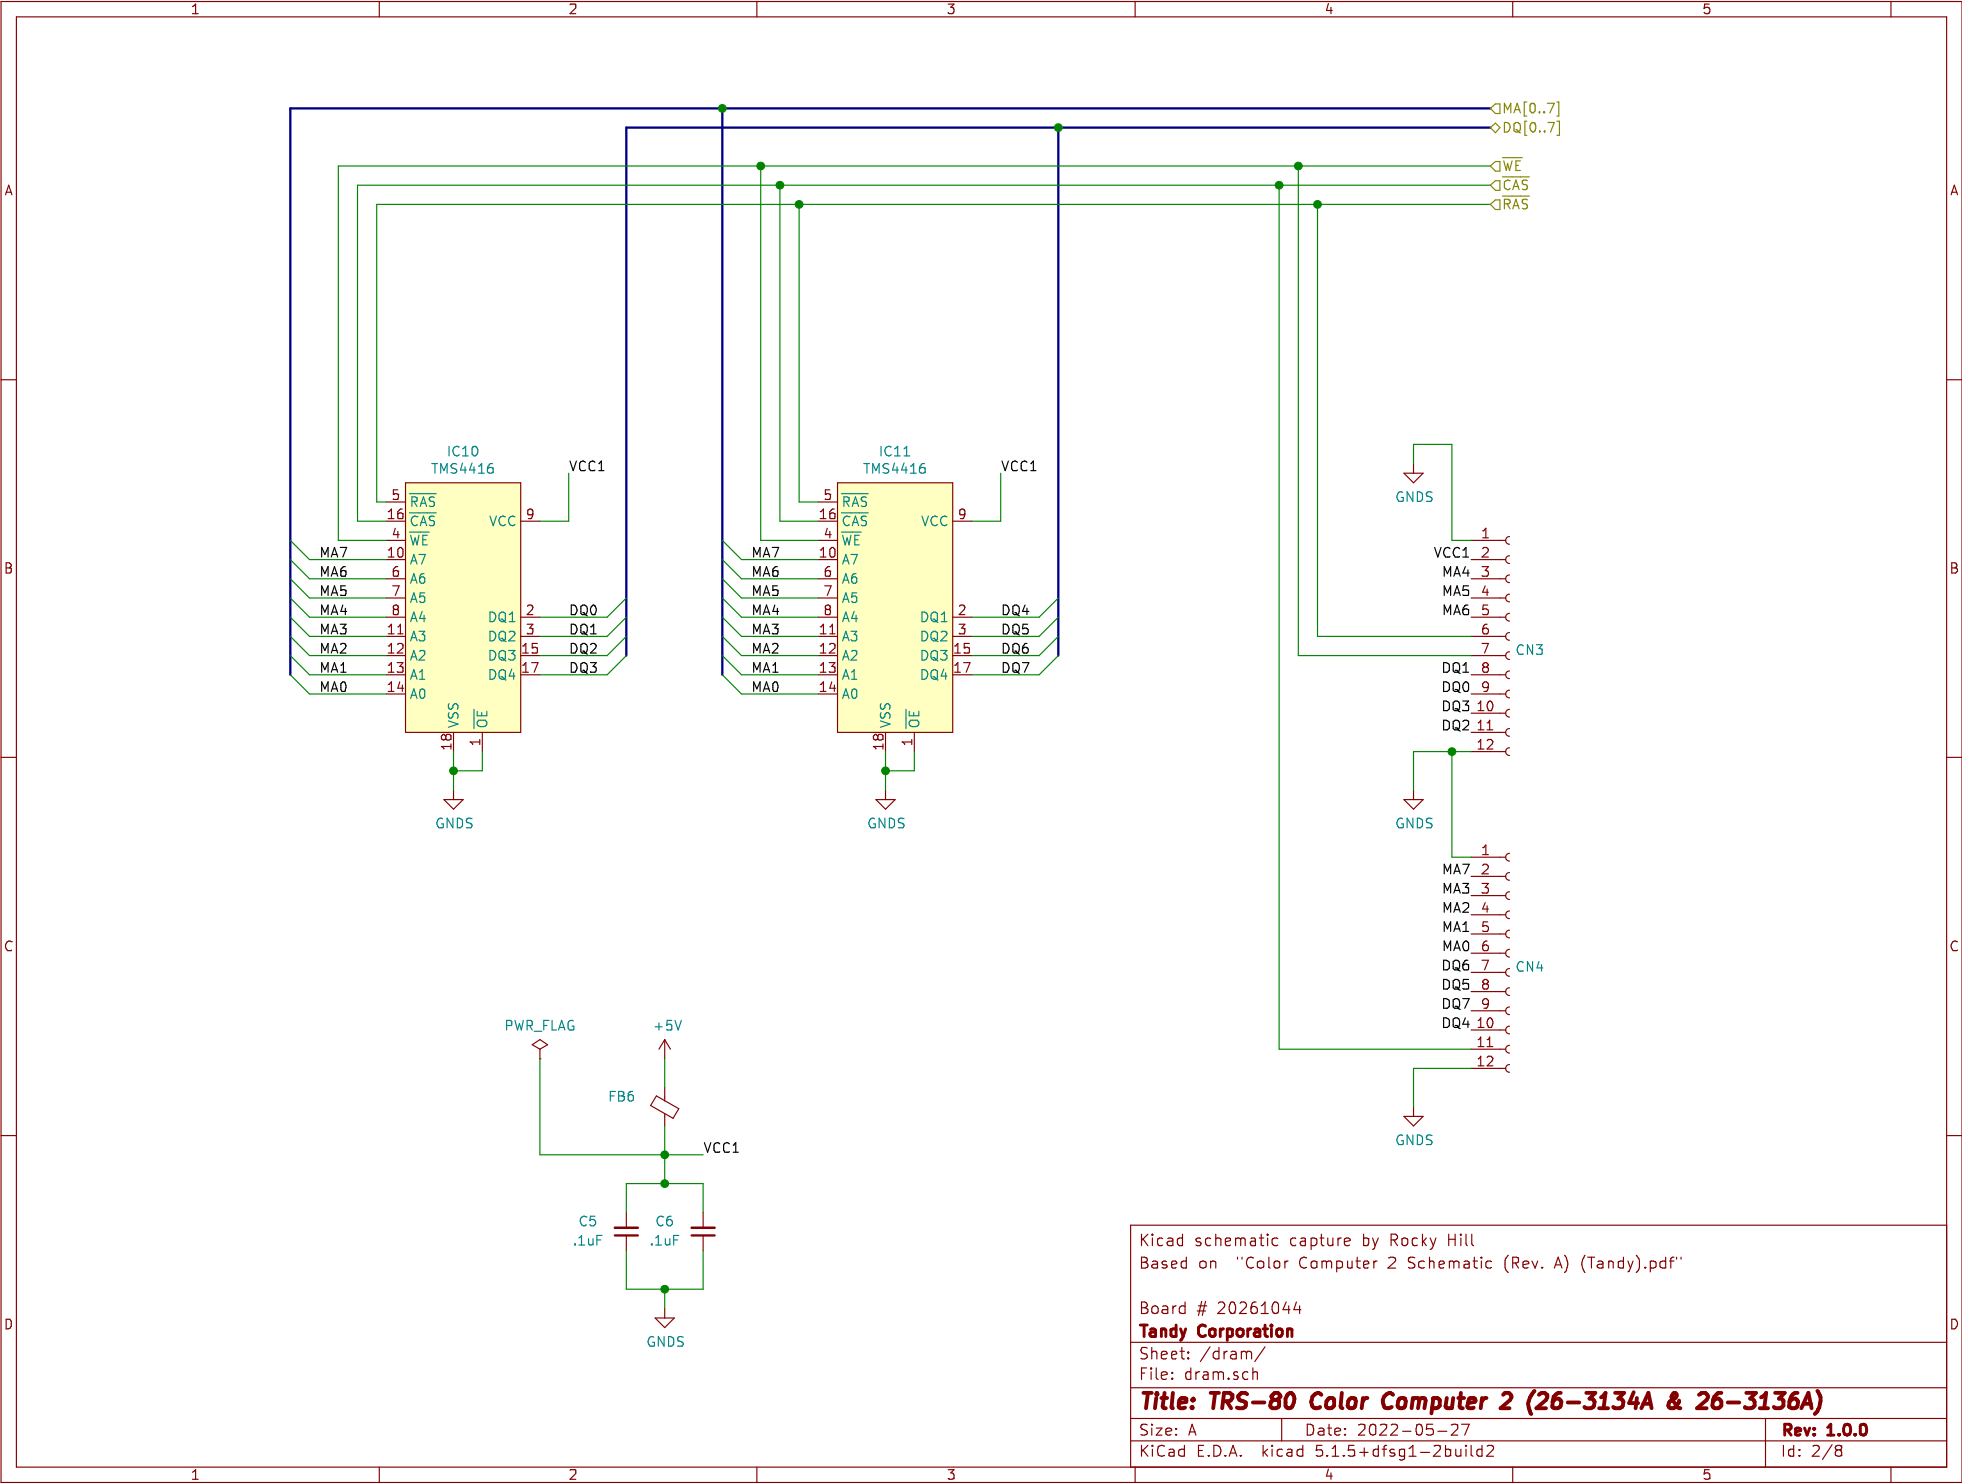 1 2 3 4 5
MA[0..7]
DQ[0..7]
WE
A CAS A
RAS
IC10 IC11
TMS4416 TMS4416
VCC1 VCC1
GNDS
5 RAS 5 RAS
16 CAS VCC 9 16 CAS VCC 9
4 WE 4 WE 1
MA7 10 A7 MA7 10 A7 VCC1 2
B B
MA6 6 A6 MA6 6 A6 MA4 3
MA5 7 A5 MA5 7 A5 MA5 4
MA4 8 A4 DQ1 2 DQ0 MA4 8 A4 DQ1 2 DQ4 MA6 5
MA3 11 A3 DQ2 3 DQ1 MA3 11 A3 DQ2 3 DQ5 6
MA2 12 A2 DQ3 15 DQ2 MA2 12 A2 DQ3 15 DQ6 7 CN3
MA1 13 A1 DQ4 17 DQ3 MA1 13 A1 DQ4 17 DQ7 DQ1 8
MA0 14 A0 MA0 14 A0 DQ0 9
DQ3 10
VSS OE VSS OE DQ2 11
18 1 18 1 12
GNDS GNDS GNDS
1
MA7 2
MA3 3
MA2 4
MA1 5
C MA0 6 C
DQ6 7 CN4
DQ5 8
DQ7 9
DQ4 10
PWR_FLAG +5V
11
12
FB6
GNDS
VCC1
C5 C6
.1uF .1uF
Kicad schematic capture by Rocky Hill
Based on "Color Computer 2 Schematic (Rev. A) (Tandy).pdf"
Board # 20261044
D D
Tandy Corporation
GNDS
Sheet: /dram/
File: dram.sch
Title: TRS-80 Color Computer 2 (26-3134A & 26-3136A)
Size: A Date: 2022-05-27 Rev: 1.0.0
KiCad E.D.A. kicad 5.1.5+dfsg1-2build2 Id: 2/8
1 2 3 4 5